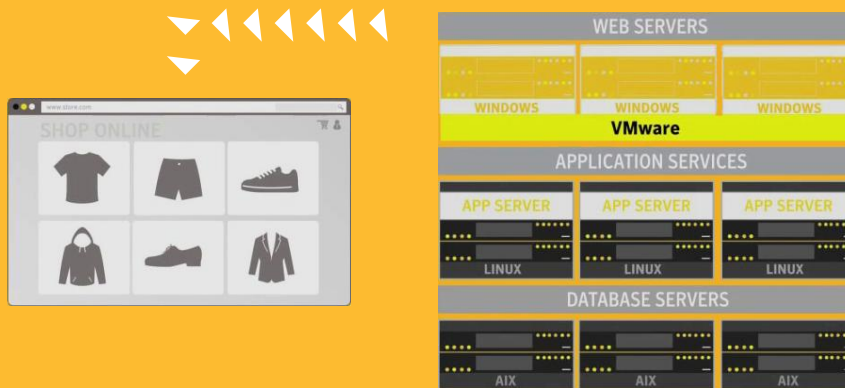 WEB SERVERS
WINDOWS WINDOWS WINDOWS
VMware
APPLICATION SERVICES
APP SERVER APP SERVER APP SERVER
LINUX LINUX LINUX
DATABASE SERVERS
AIX AIX AIX
www.store.com
SHOP ONLINE